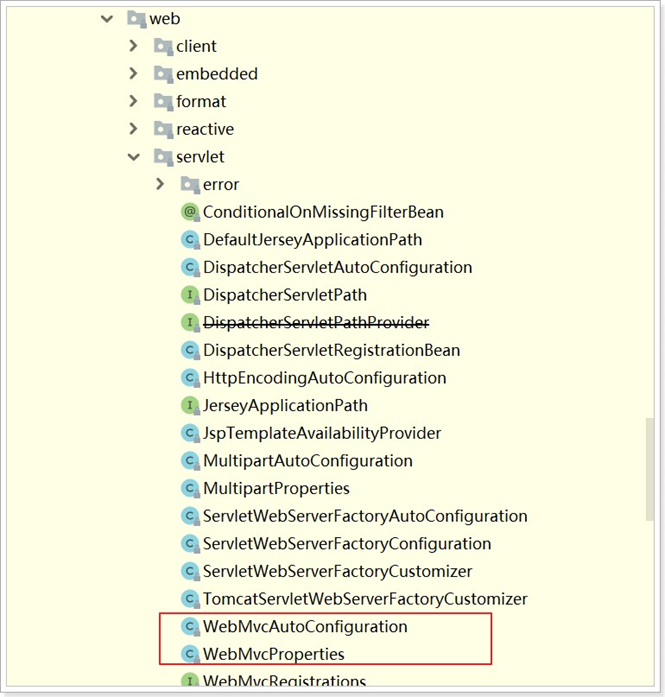 web
client
embedded
format
reactive
servlet
error
ConditionalOnMissingFilterBean
DefaultJerseyApplicationPath
DispatcherServletAutoConfiguration
DispatcherServletPath
DispatcherServletPathProvider
DispatcherServletRegistrationBean
HttpEncodingAutoConfiguration
JerseyApplicationPath
JspTemplateAvailabilityProvider
MultipartAutoConfiguration
MultipartProperties
ServletWebServerFactoryAutoConfiguration
ServletWebServerFactoryConfiguration
ServletWebServerFactoryCustomizer
TomcatServletWebServerFactoryCustomizer
WebMvcAutoConfiguration
WebMvcProperties
WebMvcRegistrations